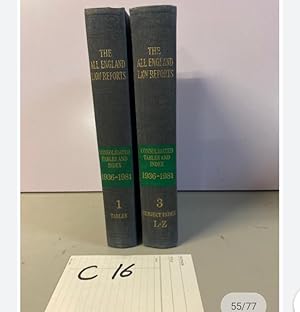 THE
ALL ENGLAND
LAW REPORTS
CONSOLIDATED
TABLES AND
INDEX
1936-1981
1
TABLES
THE
ALL ENGLAND
LAW REPORTS
CONSOLIDATED
TABLES AND
INDEX
1936-1981
3
SUBJECT INDEX
L-Z
C 16
55/77